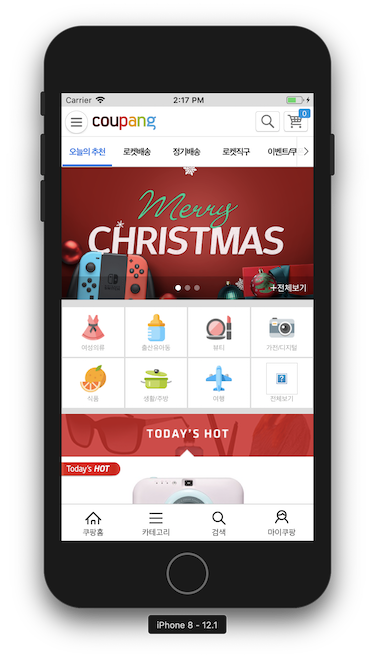 Carrier 2:17 PM
coupang 0
오늘의 추천 로켓배송 정기배송 로켓직구 이벤트/쿠
Merry
CHRISTMAS
+전체보기
여성의류 출산유아동 뷰티 가전/디지털
식품 생활/주방 여행 전체보기
TODAY'S HOT
Today's HOT
쿠팡홈 카테고리 검색 마이쿠팡
iPhone 8 - 12.1